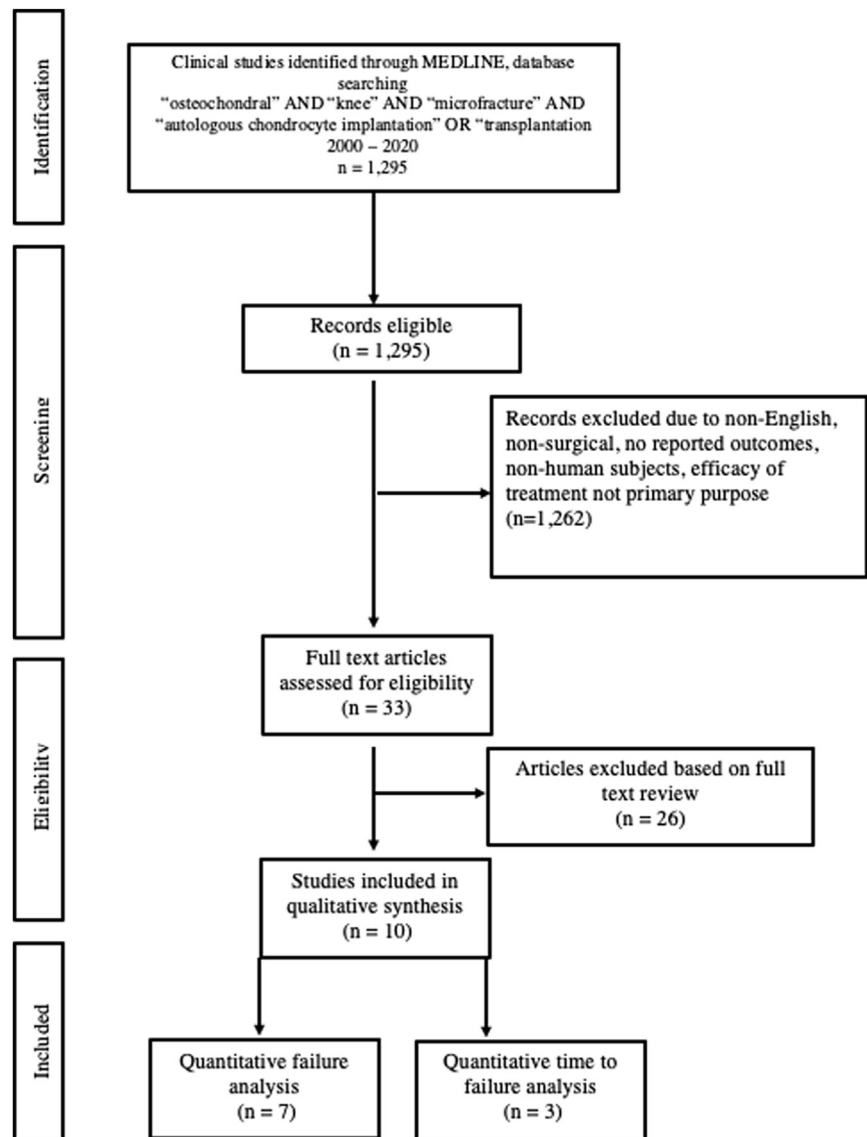 Identification
Clinical studies identified through MEDLINE, database
searching
“osteochondral” AND “knee” AND “microfracture” AND
“autologous chondrocyte implantation” OR “transplantation
2000 – 2020
n = 1,295
Screening
Records eligible
(n = 1,295)
Records excluded due to non-English,
non-surgical, no reported outcomes,
non-human subjects, efficacy of
treatment not primary purpose
(n=1,262)
Eligibility
Full text articles
assessed for eligibility
(n = 33)
Articles excluded based on full
text review
(n = 26)
Studies included in
qualitative synthesis
(n = 10)
Included
Quantitative failure
analysis
(n = 7)
Quantitative time to
failure analysis
(n = 3)